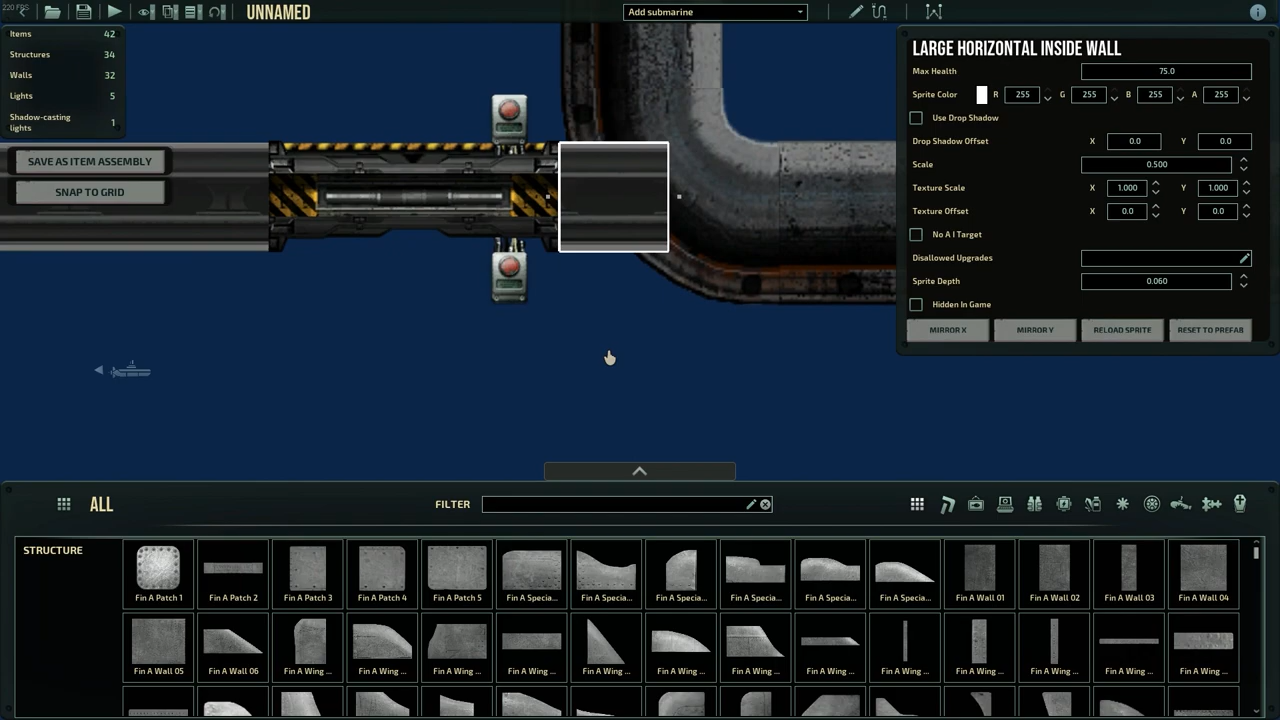 220 FPS
UNNAMED
Add submarine
Items 42
Structures 34
Walls 32
Lights 5
Shadow-casting
lights 1
SAVE AS ITEM ASSEMBLY
SNAP TO GRID
LARGE HORIZONTAL INSIDE WALL
Max Health 75.0
Sprite Color R 255 G 255 B 255 A 255
Use Drop Shadow
Drop Shadow Offset X 0.0 Y 0.0
Scale 0.500
Texture Scale X 1.000 Y 1.000
Texture Offset X 0.0 Y 0.0
No A I Target
Disallowed Upgrades
Sprite Depth 0.060
Hidden In Game
MIRROR X MIRROR Y RELOAD SPRITE RESET TO PREFAB
ALL FILTER
STRUCTURE
Fin A Patch 1 Fin A Patch 2 Fin A Patch 3 Fin A Patch 4 Fin A Patch 5 Fin A Specia... Fin A Specia... Fin A Specia... Fin A Specia... Fin A Specia... Fin A Specia... Fin A Wall 01 Fin A Wall 02 Fin A Wall 03 Fin A Wall 04
Fin A Wall 05 Fin A Wall 06 Fin A Wing ... Fin A Wing ... Fin A Wing ... Fin A Wing ... Fin A Wing ... Fin A Wing ... Fin A Wing ... Fin A Wing ... Fin A Wing ... Fin A Wing ... Fin A Wing ... Fin A Wing ... Fin A Wing ...